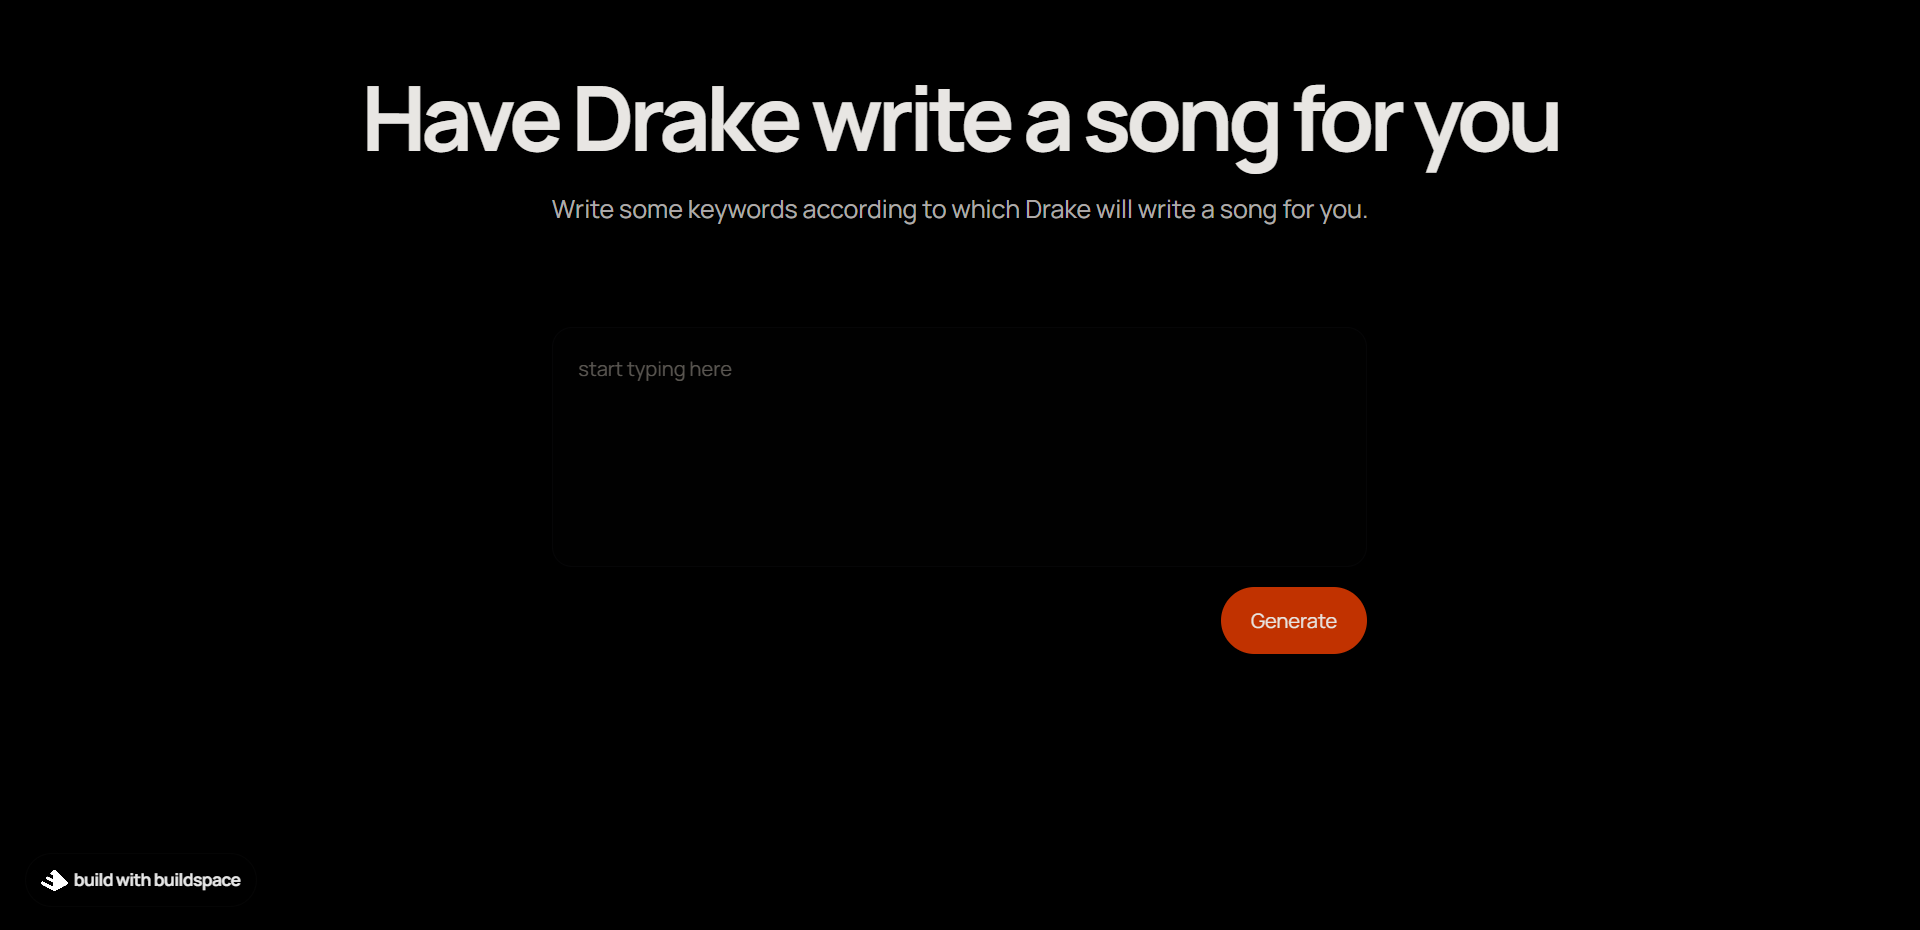 Have Drake write a song for you
Write some keywords according to which Drake will write a song for you.
start typing here
Generate
build with buildspace